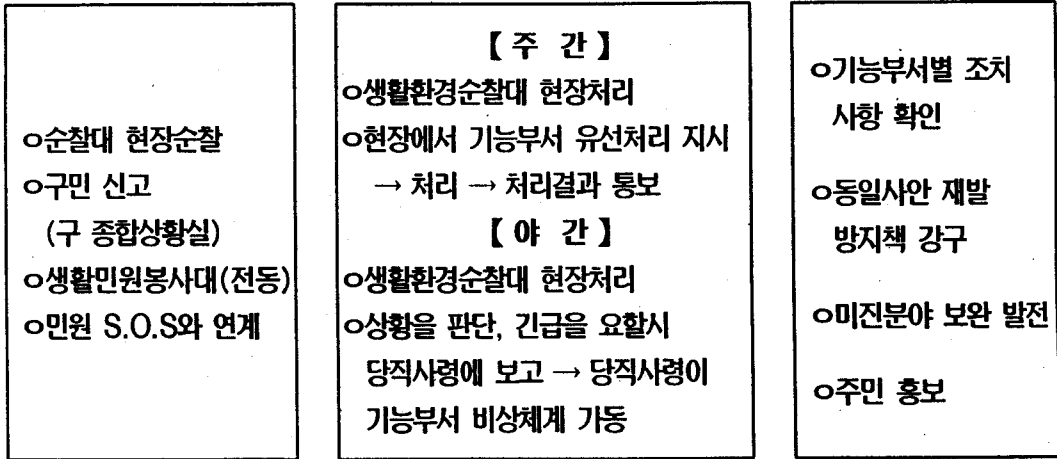 ㅇ순찰대 현장순찰
ㅇ구민 신고
(구 종합상황실)
ㅇ생활민원봉사대(전동)
ㅇ민원 S.O.S와 연계
【 주 간 】
ㅇ생활환경순찰대 현장처리
ㅇ현장에서 기능부서 유선처리 지시
→ 처리 → 처리결과 통보
【 야 간 】
ㅇ생활환경순찰대 현장처리
ㅇ상황을 판단, 긴급을 요할시
당직사령에 보고 → 당직사령이
기능부서 비상체계 가동
ㅇ기능부서별 조치
사항 확인
ㅇ동일사안 재발
방지책 강구
ㅇ미진분야 보완 발전
ㅇ주민 홍보